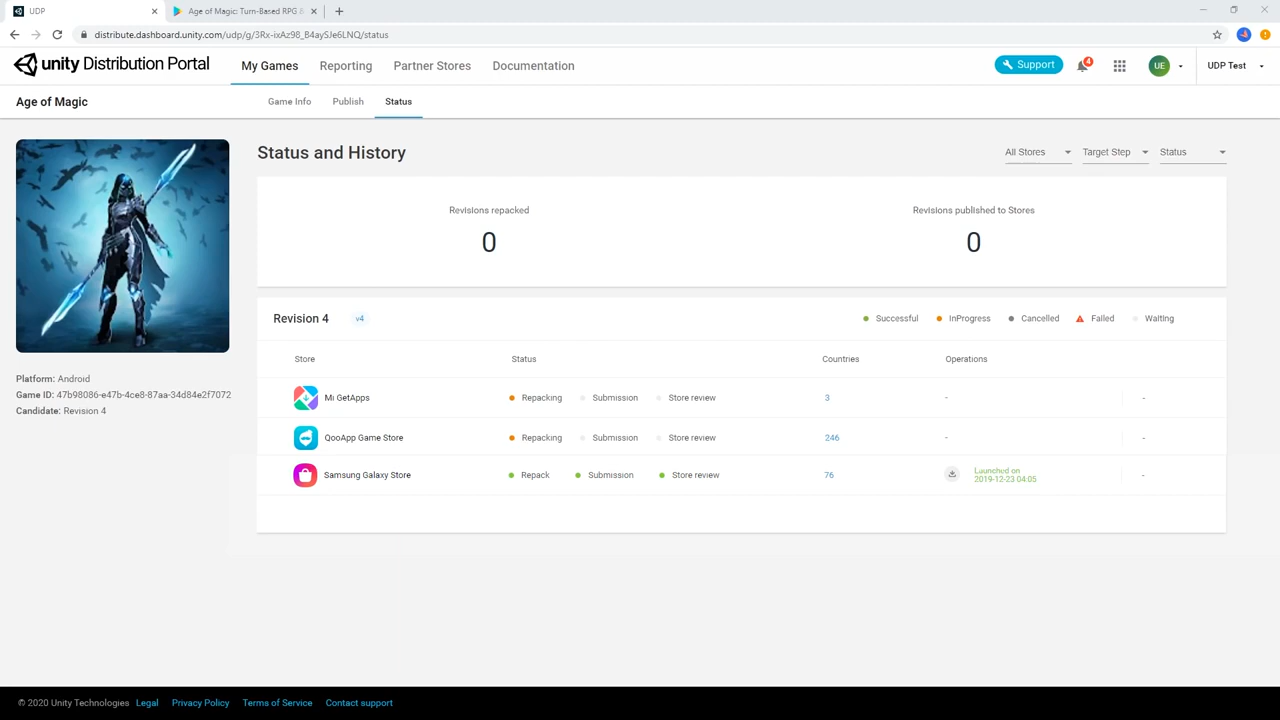 UDP
Age of Magic: Turn-Based RPG &
distribute.dashboard.unity.com/udp/g/3Rx-ixAz98_B4aySJe6LNQ/status
unity Distribution Portal
My Games
Reporting
Partner Stores
Documentation
Support
4
UE
UDP Test
Age of Magic
Game Info
Publish
Status
Status and History
All Stores
Target Step
Status
Revisions repacked
Revisions published to Stores
0
0
Revision 4
v4
Successful
InProgress
Cancelled
Failed
Waiting
Store
Status
Countries
Operations
Mi GetApps
Repacking
Submission
Store review
3
-
-
QooApp Game Store
Repacking
Submission
Store review
246
-
-
Samsung Galaxy Store
Repack
Submission
Store review
76
Launched on
2019-12-23 04:05
-
Platform: Android
Game ID: 47b98086-e47b-4ce8-87aa-34d84e2f7072
Candidate: Revision 4
© 2020 Unity Technologies
Legal
Privacy Policy
Terms of Service
Contact support